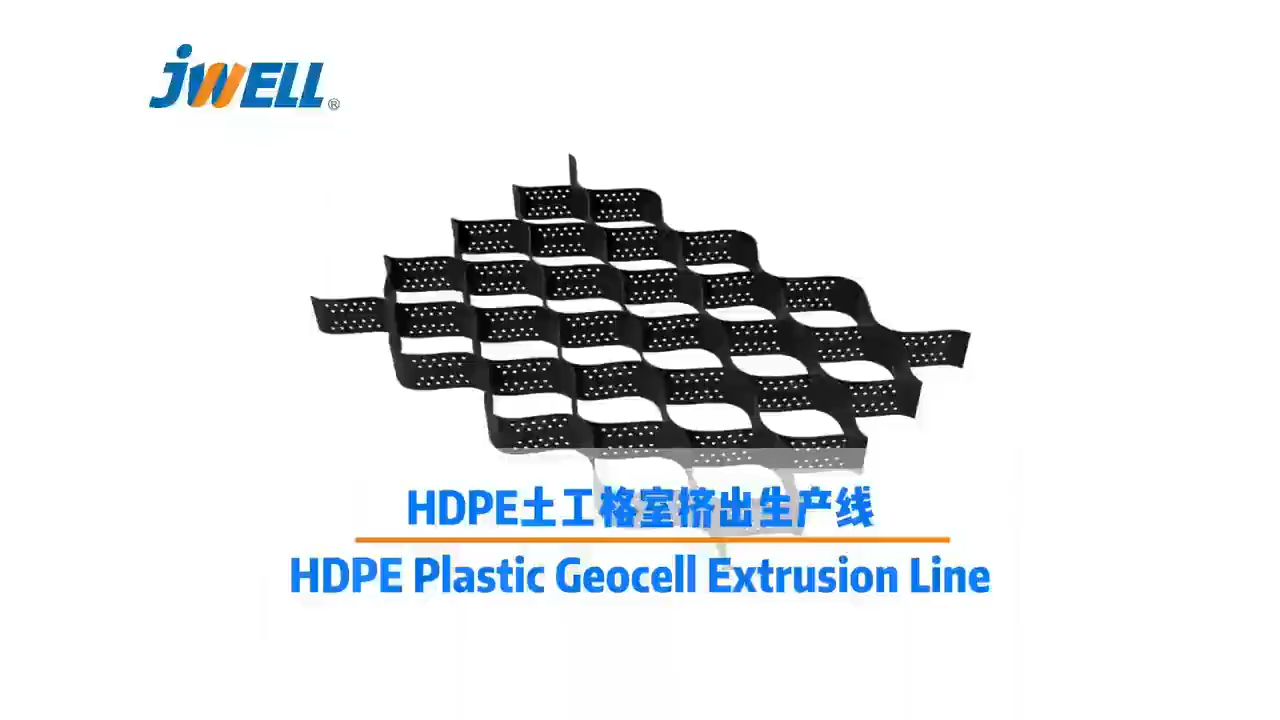 JWELL®
HDPE土工格室挤出生产线
HDPE Plastic Geocell Extrusion Line